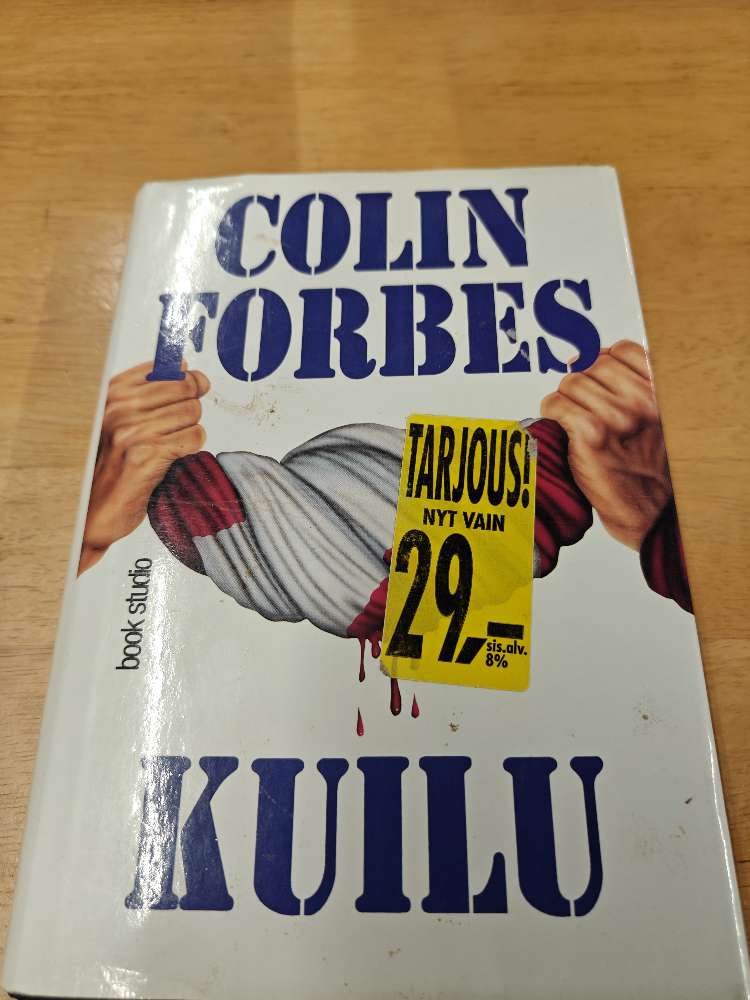 COLIN
FORBES
TARJOUS!
NYT VAIN
29,–
sis.alv.
8%
book studio
KUILU